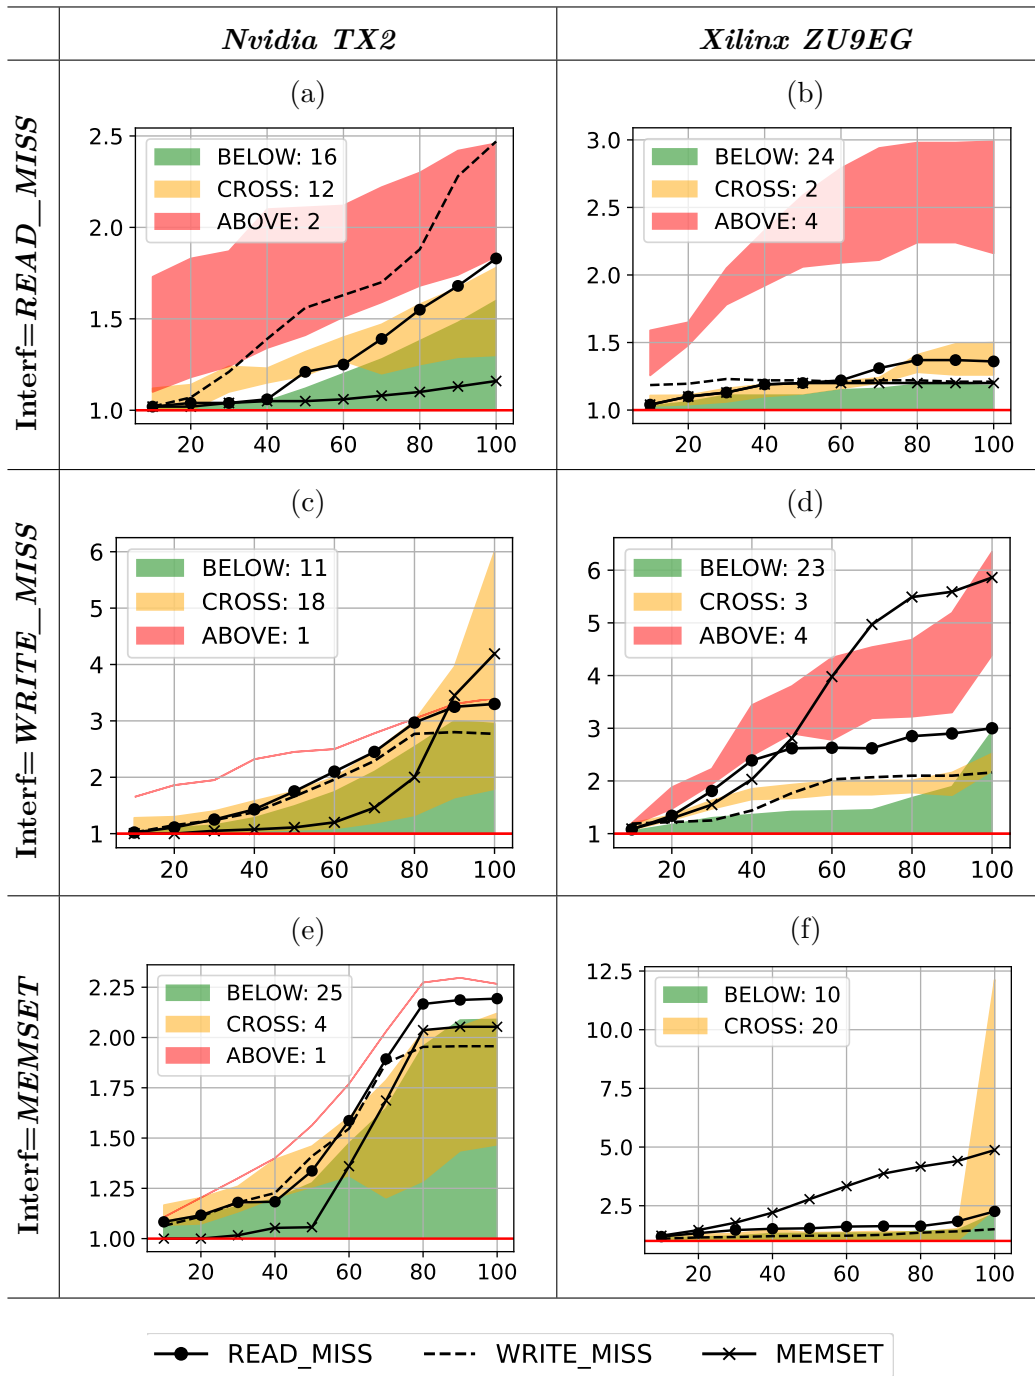 Nvidia TX2
Xilinx ZU9EG
Interf=READ_MISS
(a)
2.5
2.0
1.5
1.0
BELOW: 16
CROSS: 12
ABOVE: 2
20 40 60 80 100
(b)
3.0
2.5
2.0
1.5
1.0
BELOW: 24
CROSS: 2
ABOVE: 4
20 40 60 80 100
Interf=WRITE_MISS
(c)
6
5
4
3
2
1
BELOW: 11
CROSS: 18
ABOVE: 1
20 40 60 80 100
(d)
6
5
4
3
2
1
BELOW: 23
CROSS: 3
ABOVE: 4
20 40 60 80 100
Interf=MEMSET
(e)
2.25
2.00
1.75
1.50
1.25
1.00
BELOW: 25
CROSS: 4
ABOVE: 1
20 40 60 80 100
(f)
12.5
10.0
7.5
5.0
2.5
BELOW: 10
CROSS: 20
20 40 60 80 100
READ_MISS WRITE_MISS MEMSET